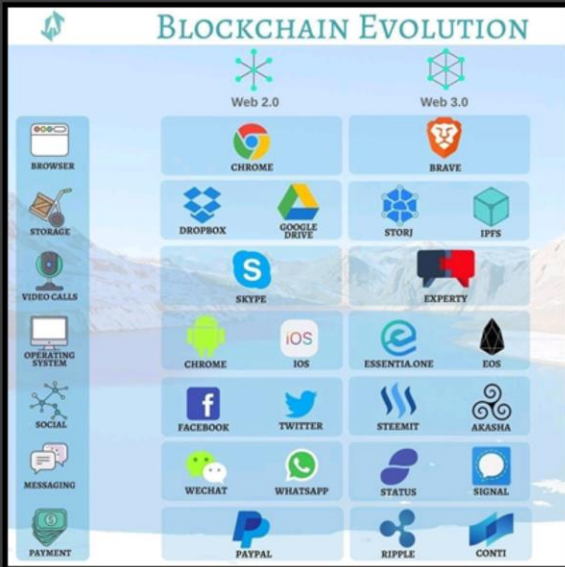 BLOCKCHAIN EVOLUTION
Web 2.0 Web 3.0
BROWSER CHROME BRAVE
STORAGE DROPBOX GOOGLE DRIVE STORJ IPFS
VIDEO CALLS SKYPE EXPERTY
OPERATING SYSTEM CHROME iOS IOS ESSENTIA.ONE EOS
SOCIAL FACEBOOK TWITTER STEEMIT AKASHA
MESSAGING WECHAT WHATSAPP STATUS SIGNAL
PAYMENT PAYPAL RIPPLE CONTI